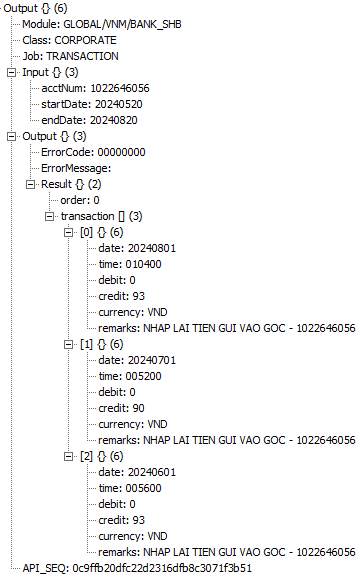 Output {} (6)
Module: GLOBAL/VNM/BANK_SHB
Class: CORPORATE
Job: TRANSACTION
Input {} (3)
acctNum: 1022646056
startDate: 20240520
endDate: 20240820
Output {} (3)
ErrorCode: 00000000
ErrorMessage:
Result {} (2)
order: 0
transaction [] (3)
[0] {} (6)
date: 20240801
time: 010400
debit: 0
credit: 93
currency: VND
remarks: NHAP LAI TIEN GUI VAO GOC - 1022646056
[1] {} (6)
date: 20240701
time: 005200
debit: 0
credit: 90
currency: VND
remarks: NHAP LAI TIEN GUI VAO GOC - 1022646056
[2] {} (6)
date: 20240601
time: 005600
debit: 0
credit: 93
currency: VND
remarks: NHAP LAI TIEN GUI VAO GOC - 1022646056
API_SEQ: 0c9ffb20dfc22d2316dfb8c3071f3b51